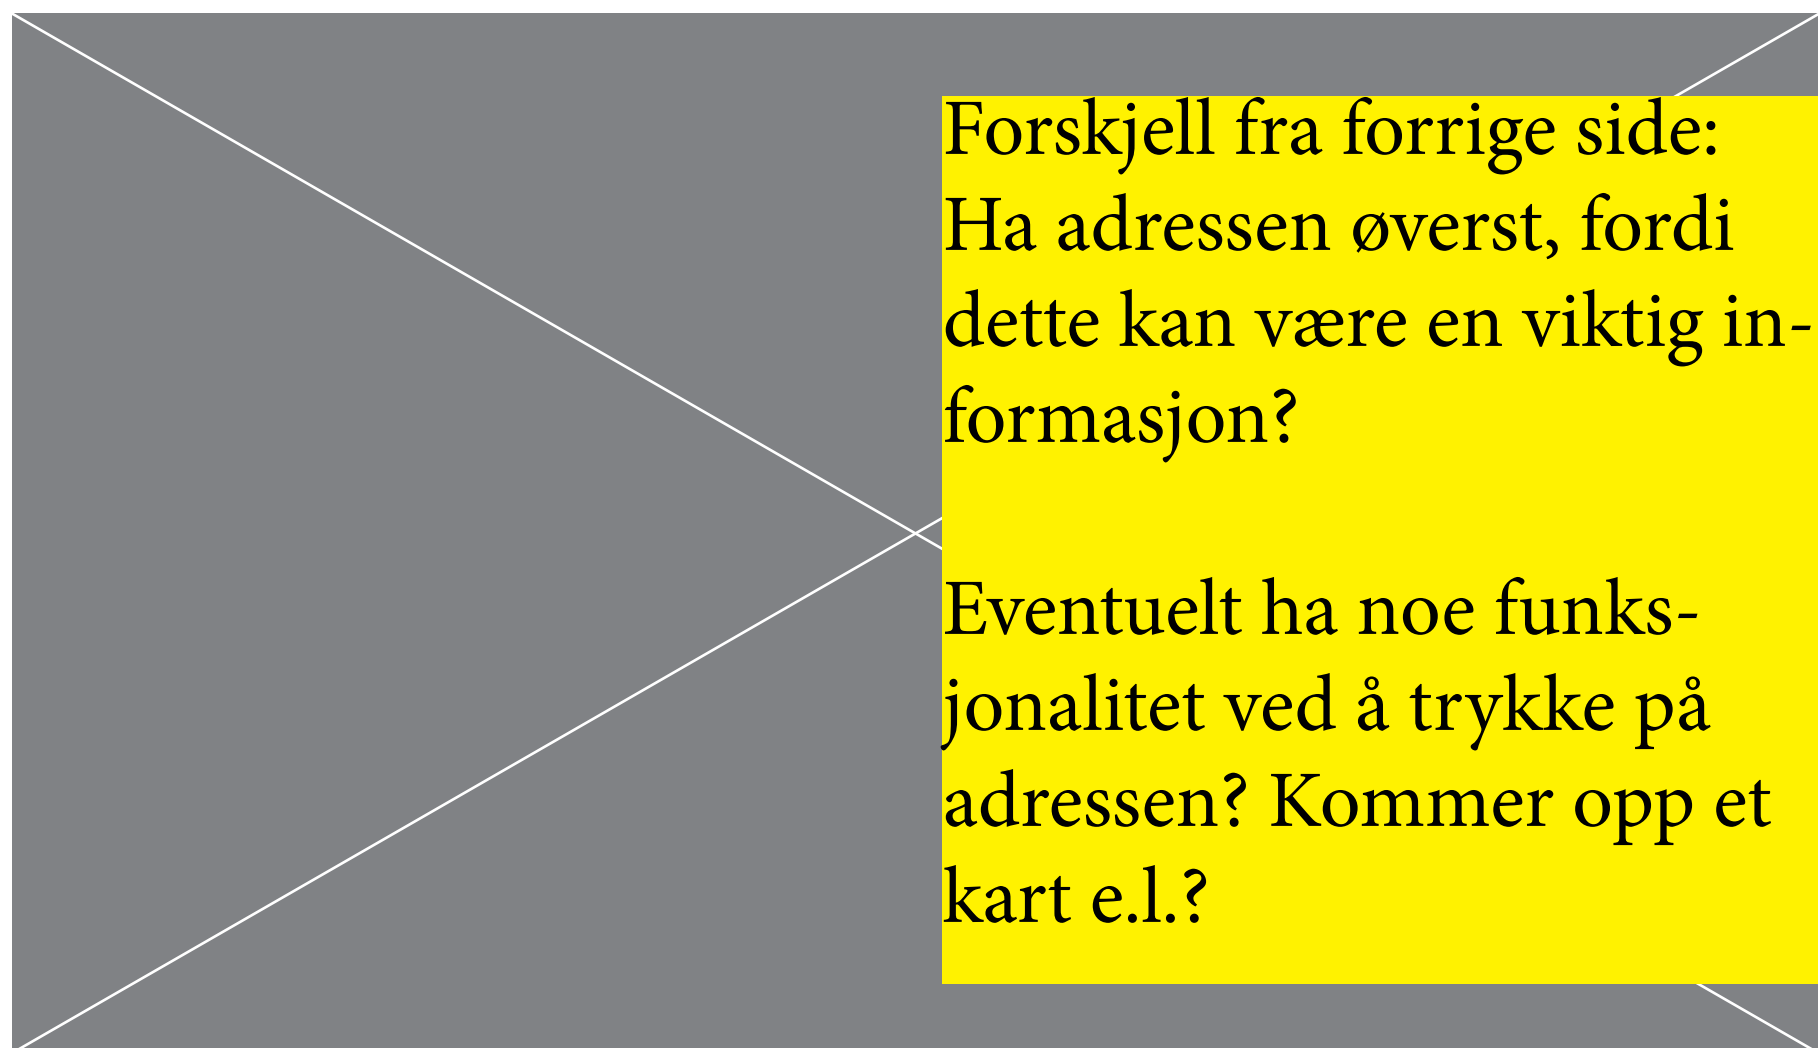 Forskjell fra forrige side:
Ha adressen øverst, fordi
dette kan være en viktig in-
formasjon?
Eventuelt ha noe funks-
jonalitet ved å trykke på
adressen? Kommer opp et
kart e.l.?